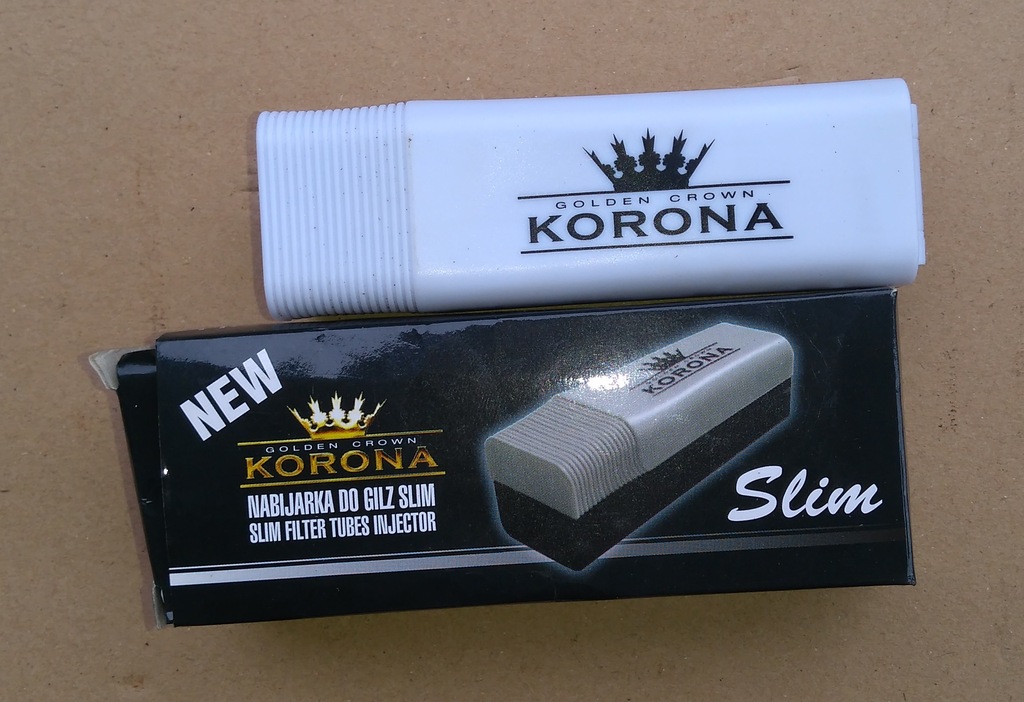 GOLDEN CROWN
KORONA
NEW
GOLDEN CROWN
KORONA
NABIJARKA DO GILZ SLIM
SLIM FILTER TUBES INJECTOR
KORONA
Slim